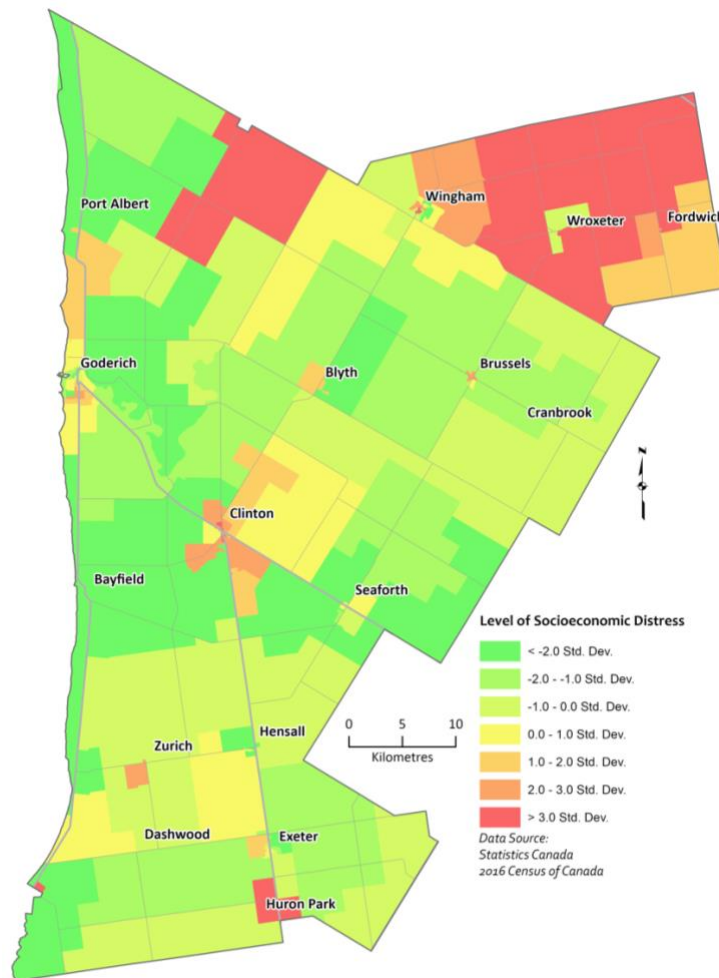 Wingham
Port Albert
Wroxeter
Fordwich
Goderich
Blyth
Brussels
Cranbrook
N
Clinton
Bayfield
Seaforth
Level of Socioeconomic Distress
< -2.0 Std. Dev.
-2.0 - -1.0 Std. Dev.
-1.0 - 0.0 Std. Dev.
0.0 - 1.0 Std. Dev.
1.0 - 2.0 Std. Dev.
2.0 - 3.0 Std. Dev.
> 3.0 Std. Dev.
Data Source:
Statistics Canada
2016 Census of Canada
0 5 10
Kilometres
Hensall
Zurich
Dashwood
Exeter
Huron Park